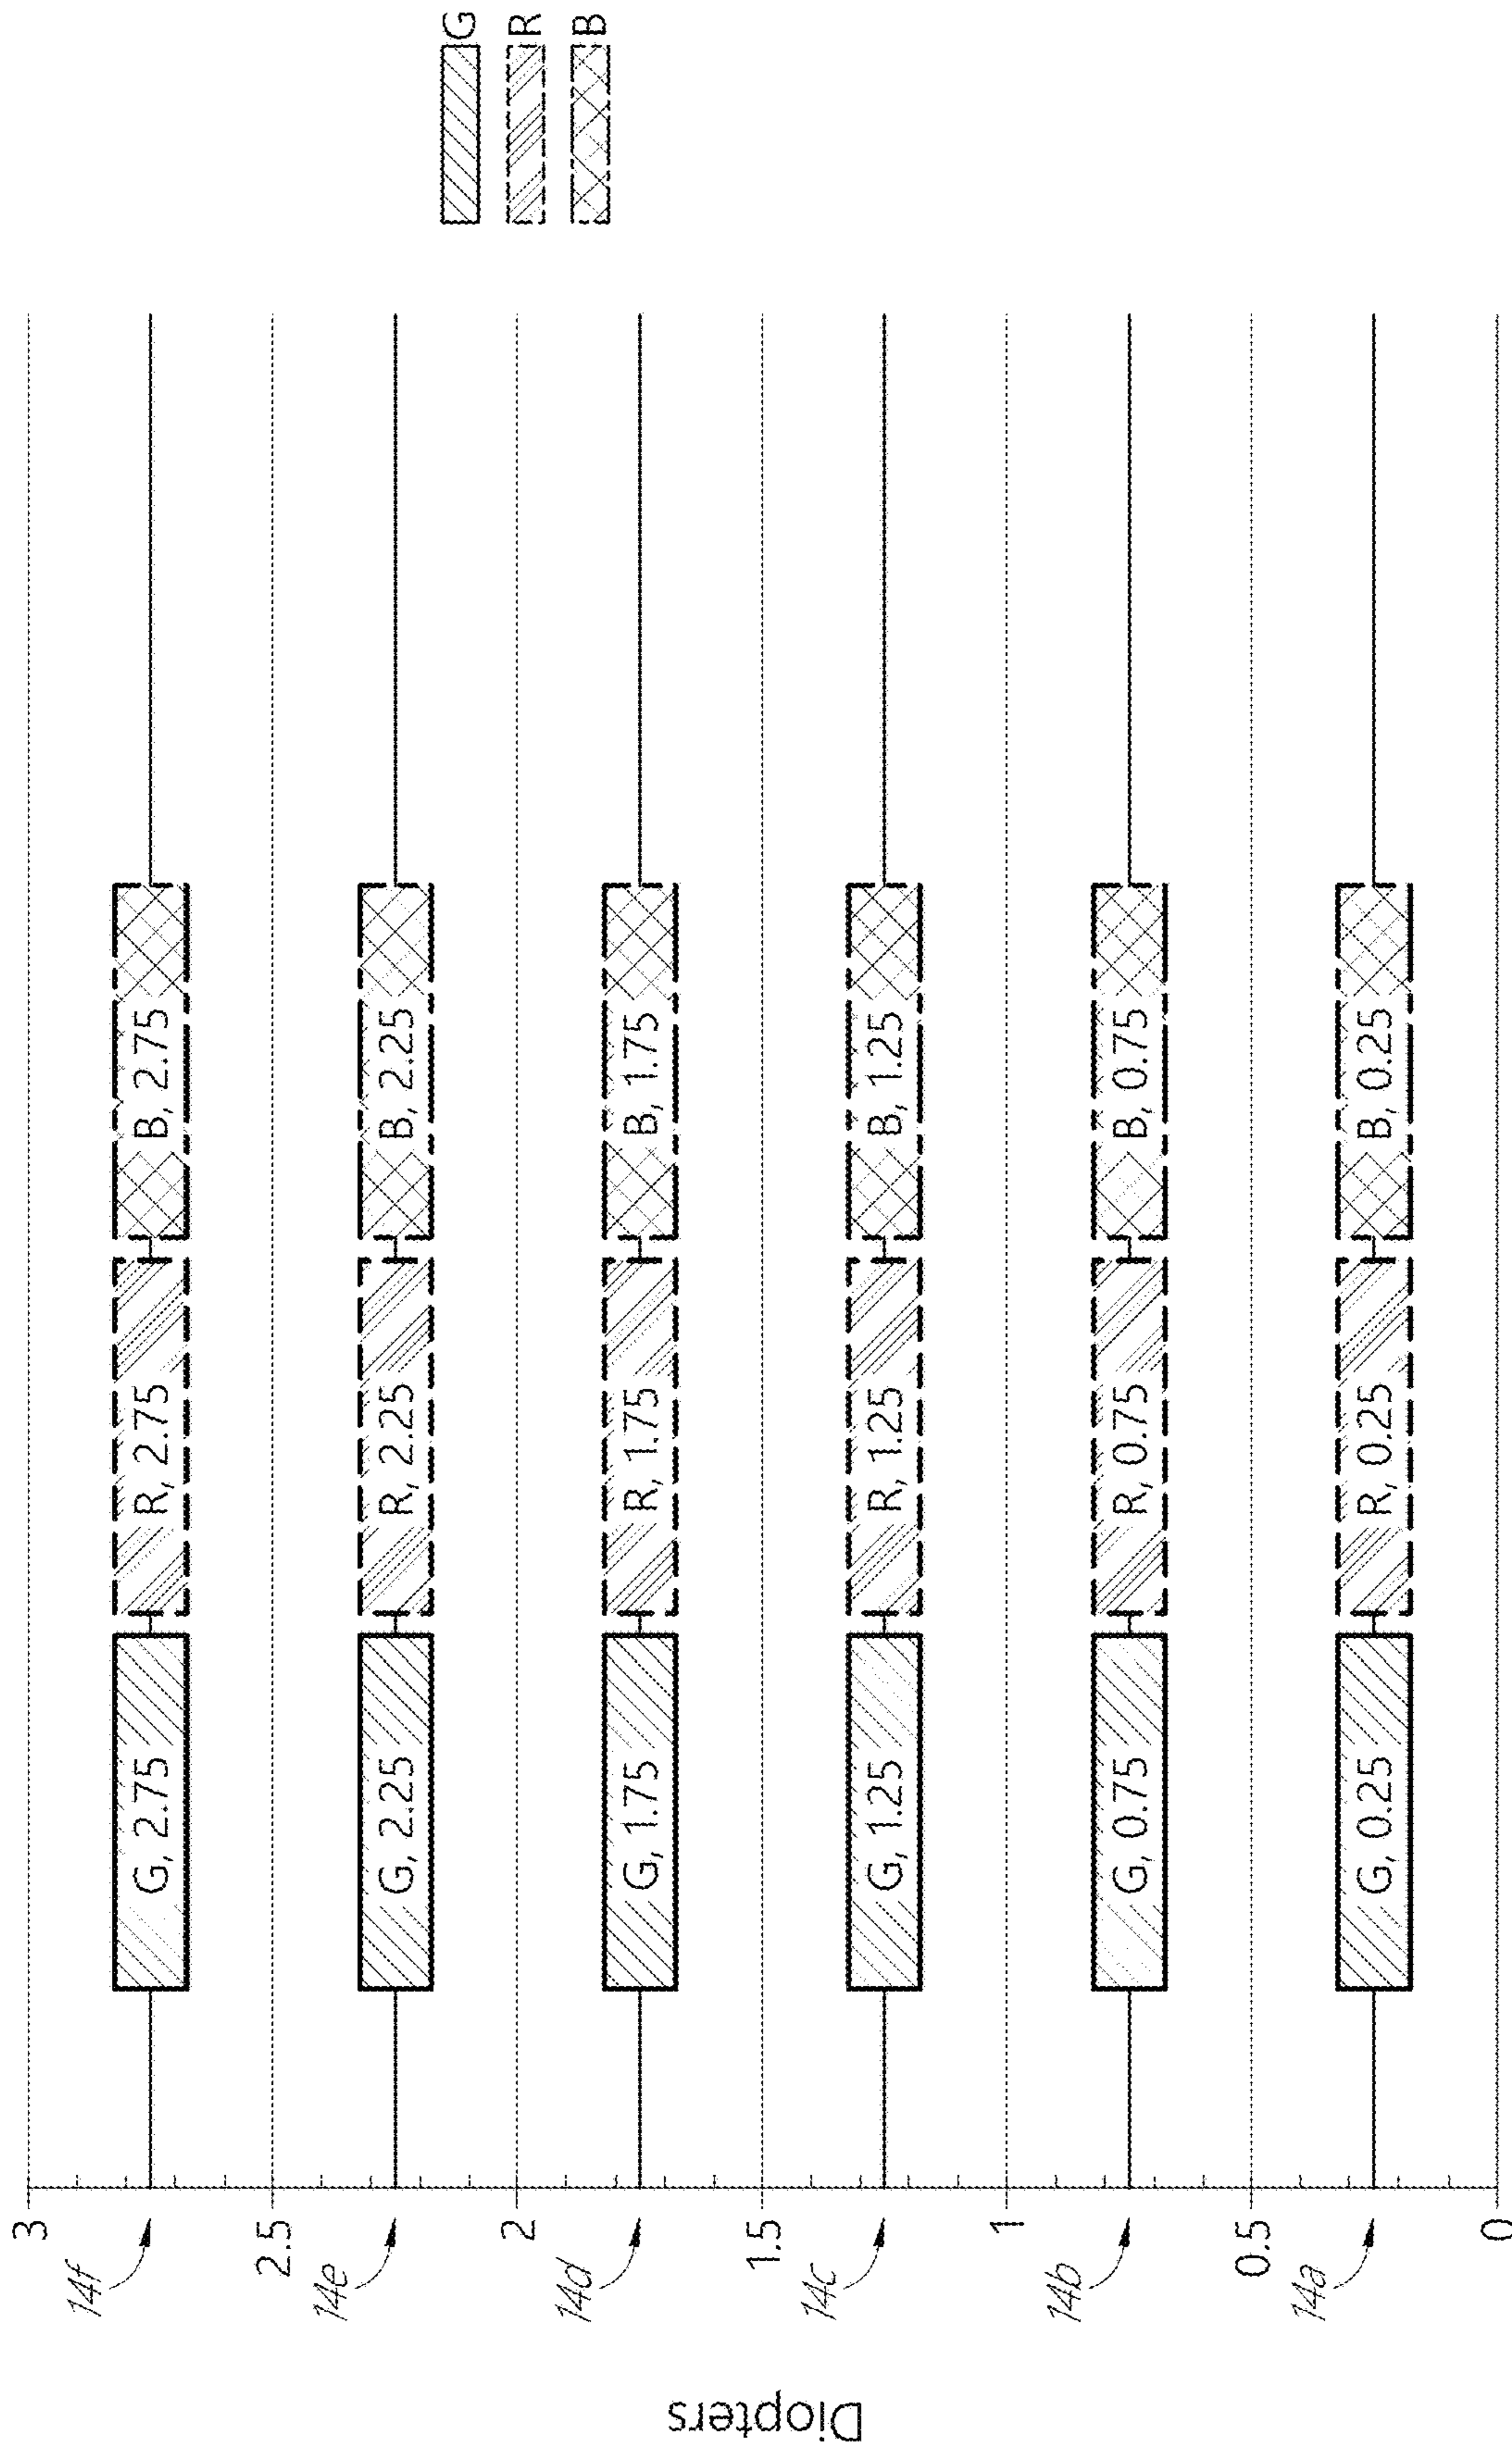 Diopters
3
14f
G, 2.75 R, 2.75 B, 2.75
2.5
14e
G, 2.25 R, 2.25 B, 2.25
2
14d
G, 1.75 R, 1.75 B, 1.75
1.5
14c
G, 1.25 R, 1.25 B, 1.25
1
14b
G, 0.75 R, 0.75 B, 0.75
0.5
14a
G, 0.25 R, 0.25 B, 0.25
0
G
R
B